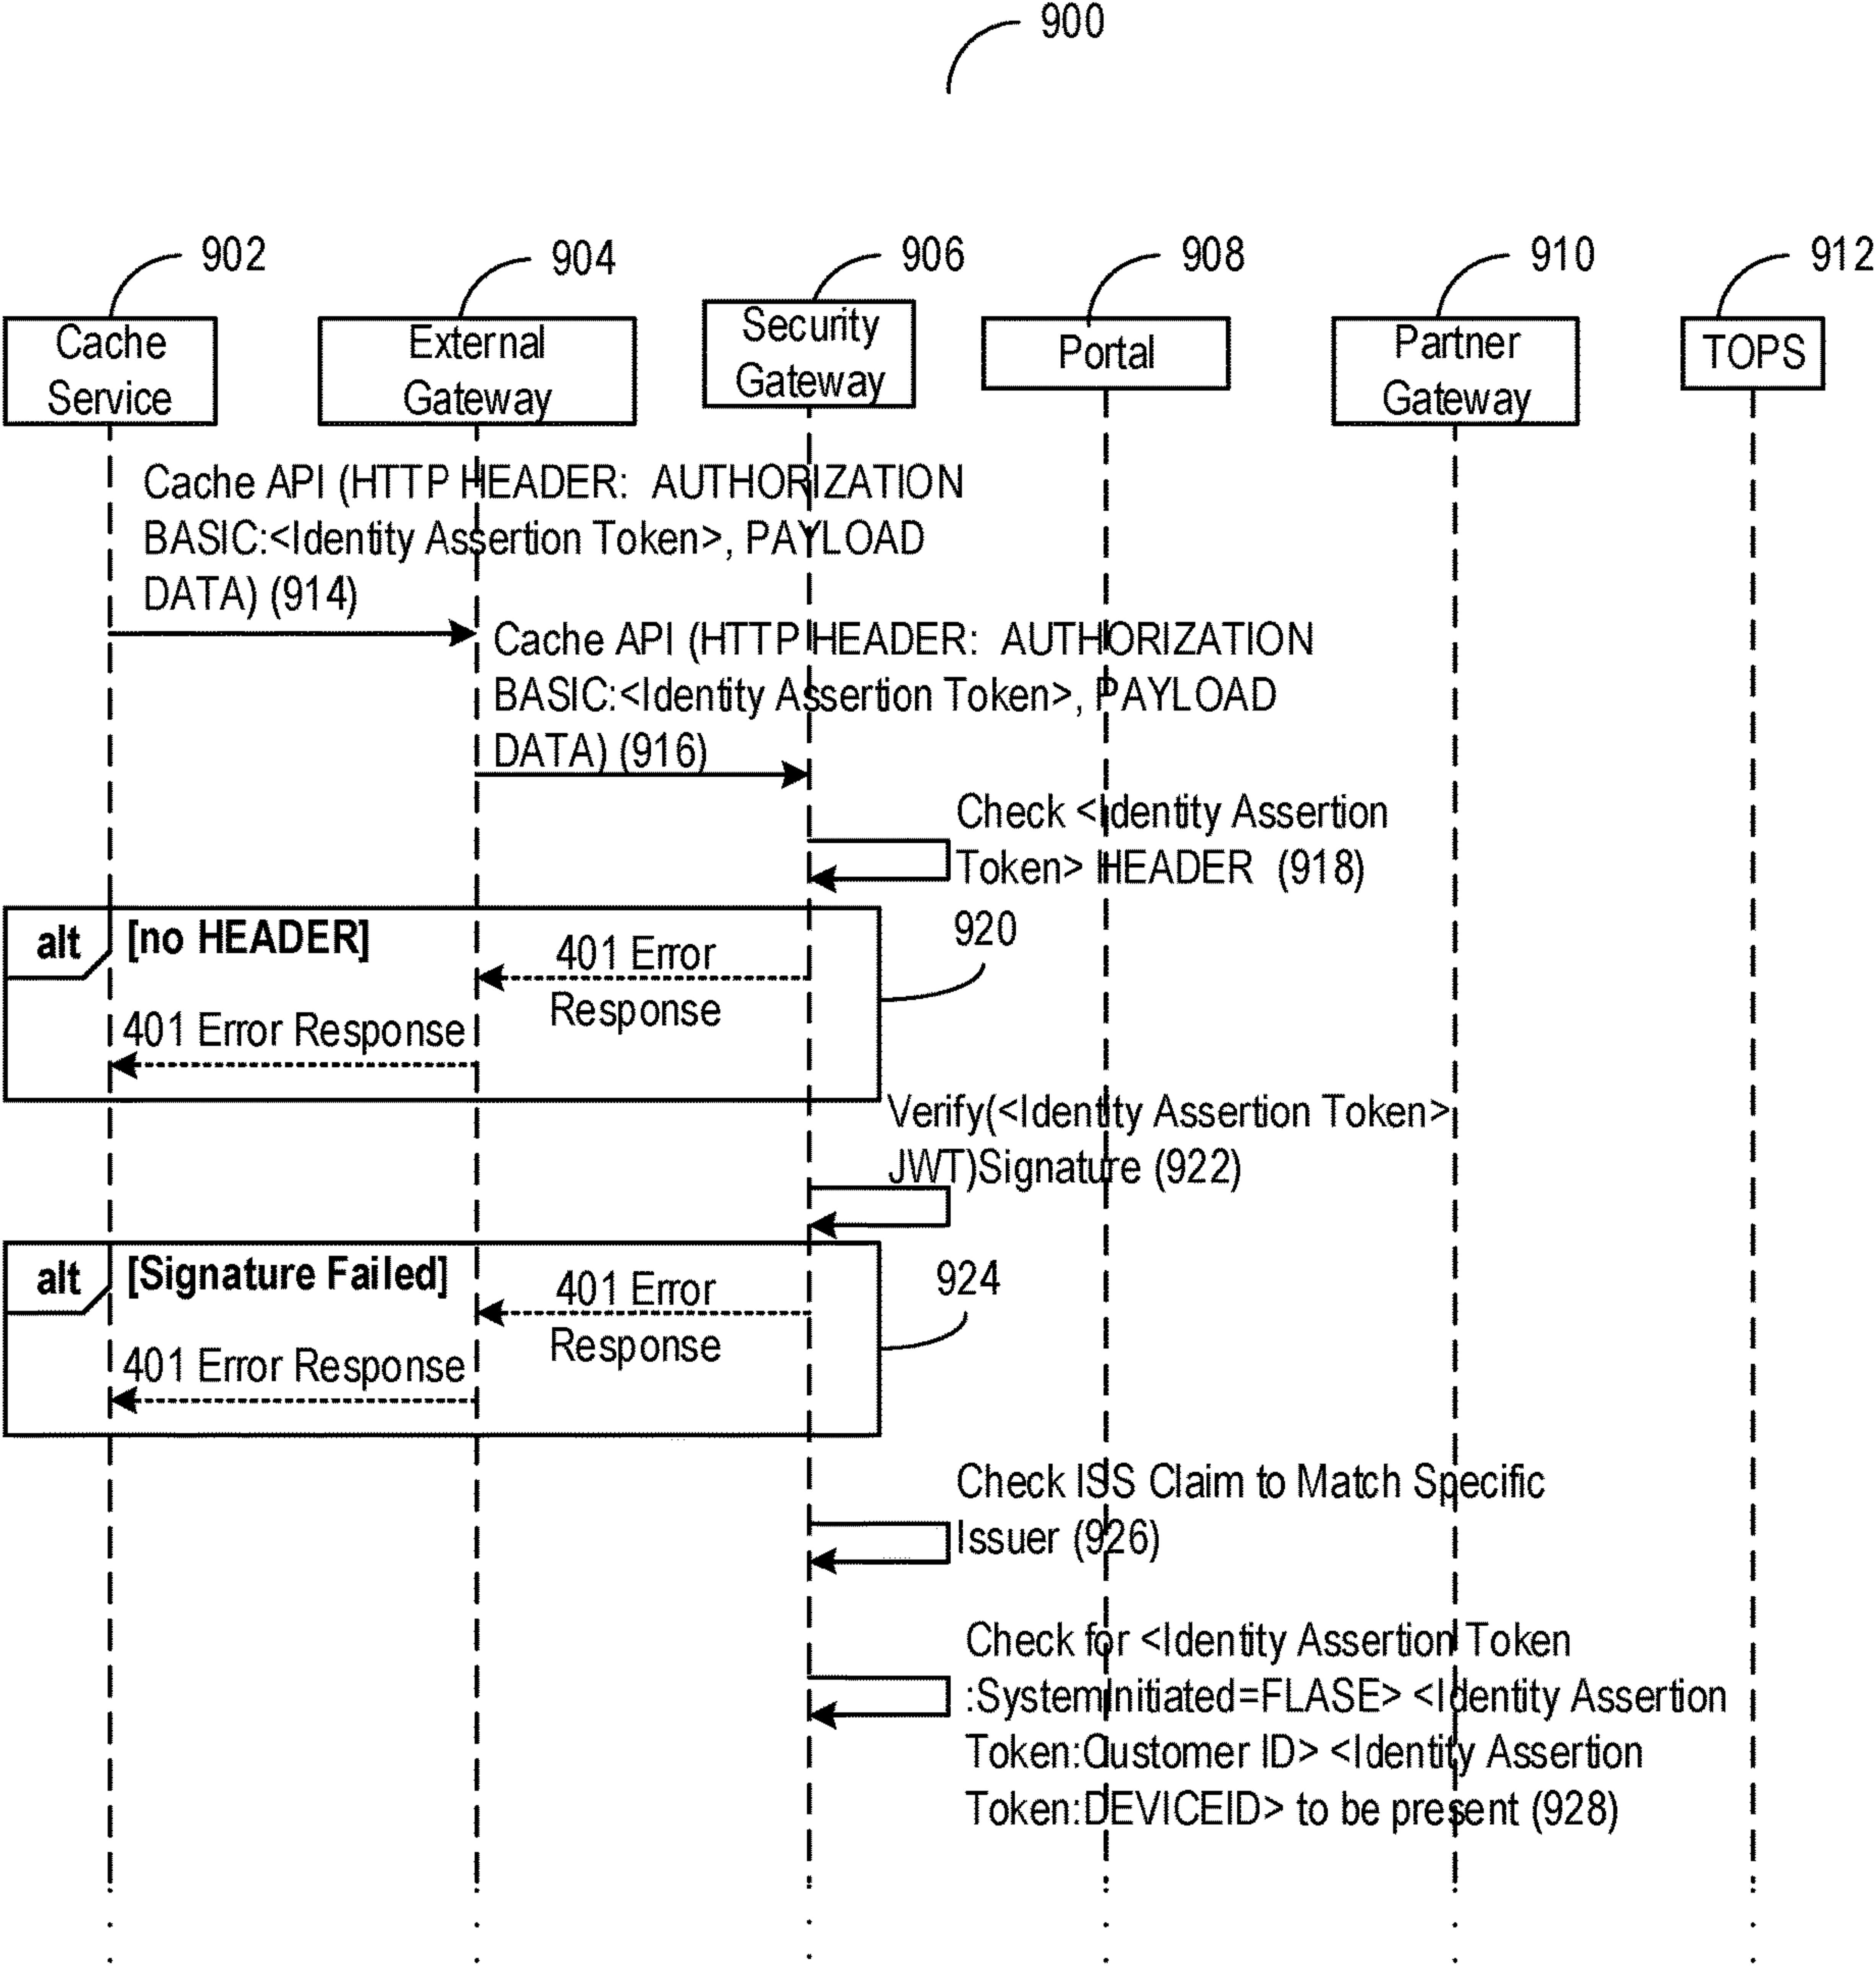 900
902
904
906
908
910
912
Cache
Service
External
Gateway
Security
Gateway
Portal
Partner
Gateway
TOPS
Cache API (HTTP HEADER: AUTHORIZATION
BASIC:<Identity Assertion Token>, PAYLOAD
DATA) (914)
Cache API (HTTP HEADER: AUTHORIZATION
BASIC:<Identity Assertion Token>, PAYLOAD
DATA) (916)
Check <Identity Assertion
Token> HEADER (918)
alt [no HEADER]
920
401 Error
Response
401 Error Response
Verify(<Identity Assertion Token>
JWT)Signature (922)
alt [Signature Failed]
924
401 Error
Response
401 Error Response
Check ISS Claim to Match Specific
Issuer (926)
Check for <Identity Assertion Token
:SystemInitiated=FLASE> <Identity Assertion
Token:Customer ID> <Identity Assertion
Token:DEVICEID> to be present (928)